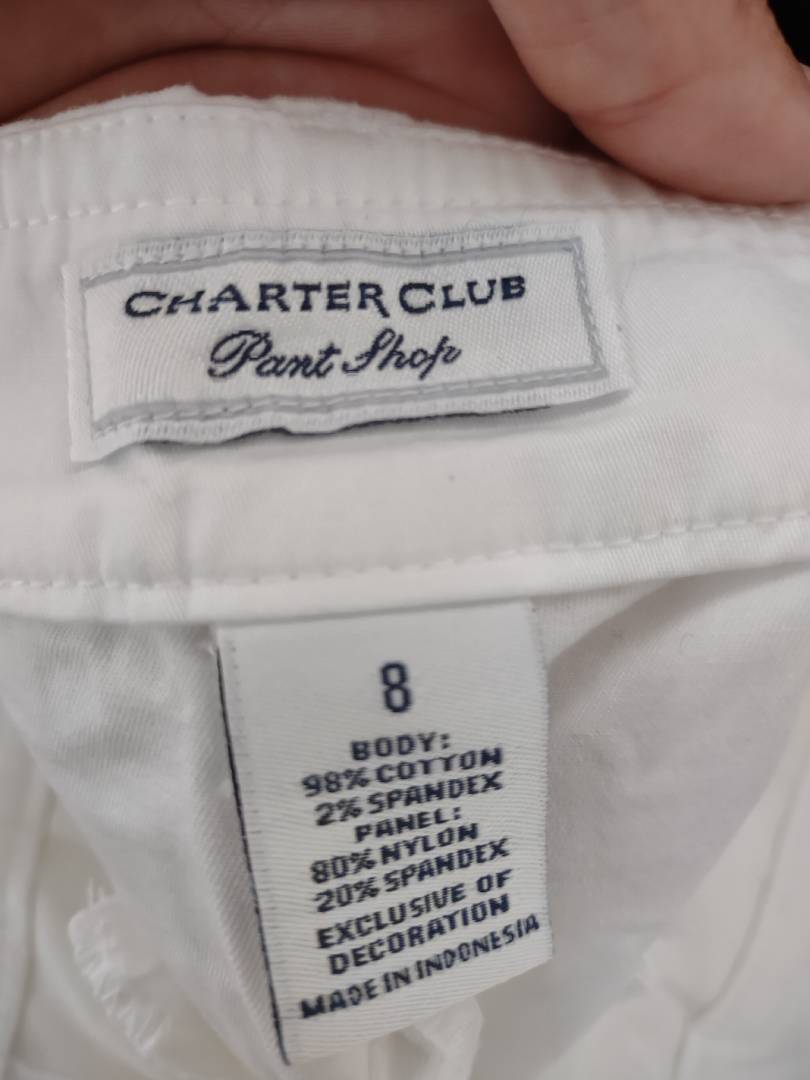 CHARTER CLUB
Pant Shop
8
BODY:
98% COTTON
2% SPANDEX
PANEL:
80% NYLON
20% SPANDEX
EXCLUSIVE OF
DECORATION
MADE IN INDONESIA